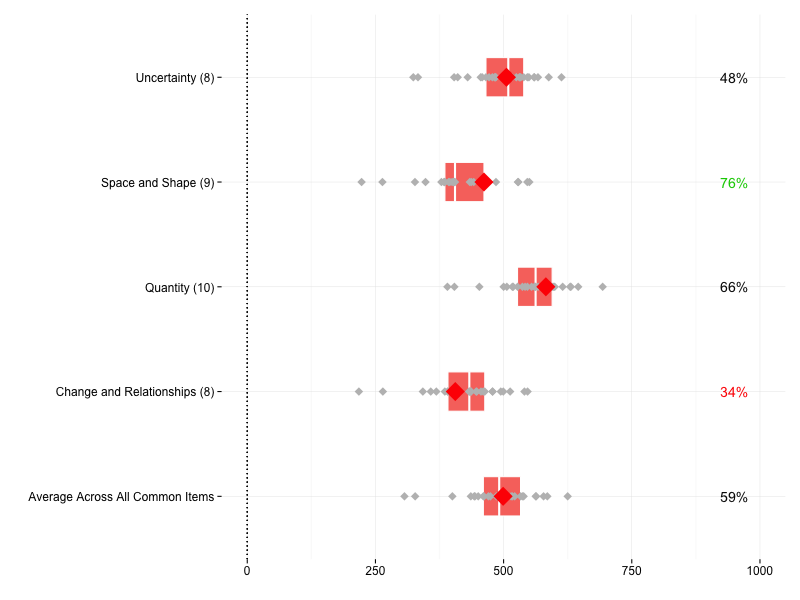 Uncertainty (8) 48%
Space and Shape (9) 76%
Quantity (10) 66%
Change and Relationships (8) 34%
Average Across All Common Items 59%
0 250 500 750 1000